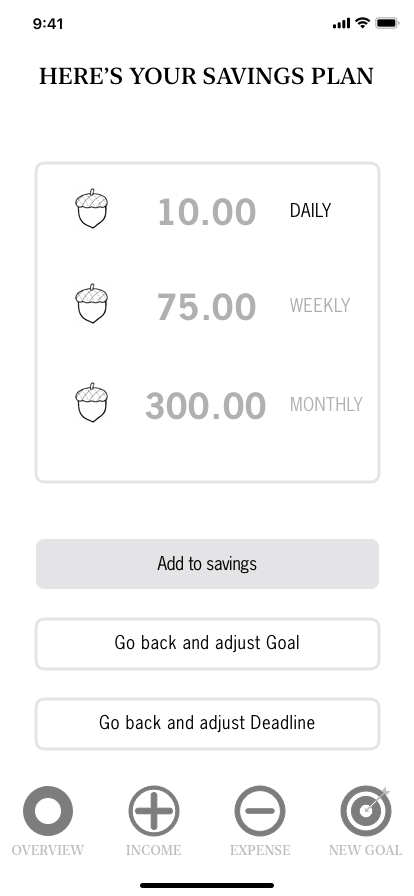 9:41
HERE’S YOUR SAVINGS PLAN
10.00 DAILY
75.00 WEEKLY
300.00 MONTHLY
Add to savings
Go back and adjust Goal
Go back and adjust Deadline
OVERVIEW INCOME EXPENSE NEW GOAL